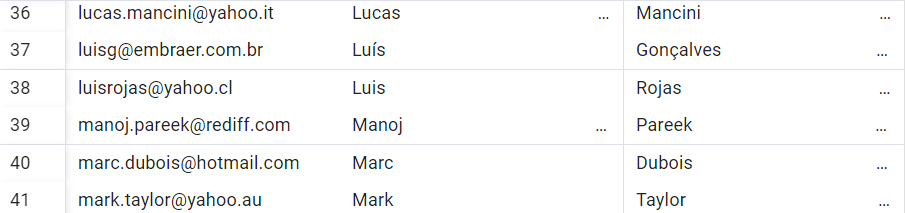 36 lucas.mancini@yahoo.it Lucas ... Mancini ...
37 luisg@embraer.com.br Luís Gonçalves ...
38 luisrojas@yahoo.cl Luis Rojas ...
39 manoj.pareek@rediff.com Manoj ... Pareek ...
40 marc.dubois@hotmail.com Marc Dubois ...
41 mark.taylor@yahoo.au Mark Taylor ...